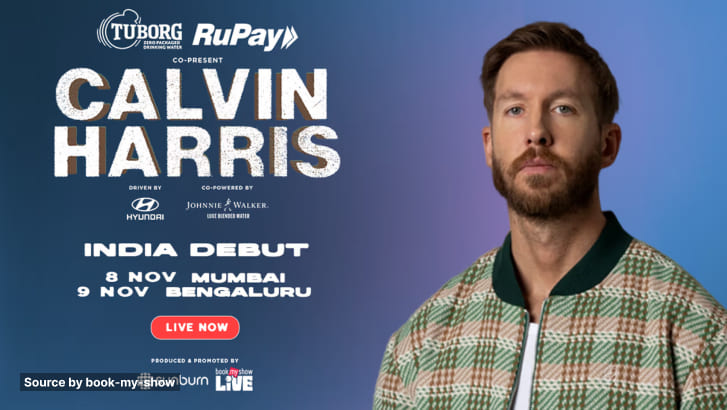 TUBORG
ZERO PACKAGED
DRINKING WATER
RuPay
CO-PRESENT
CALVIN
HARRIS
DRIVEN BY
HYUNDAI
CO-POWERED BY
JOHNNIE WALKER.
LUXE BLENDED WATER
INDIA DEBUT
8 NOV MUMBAI
9 NOV BENGALURU
LIVE NOW
PRODUCED & PROMOTED BY
sunburn
book my show
LIVE
Source by book-my-show